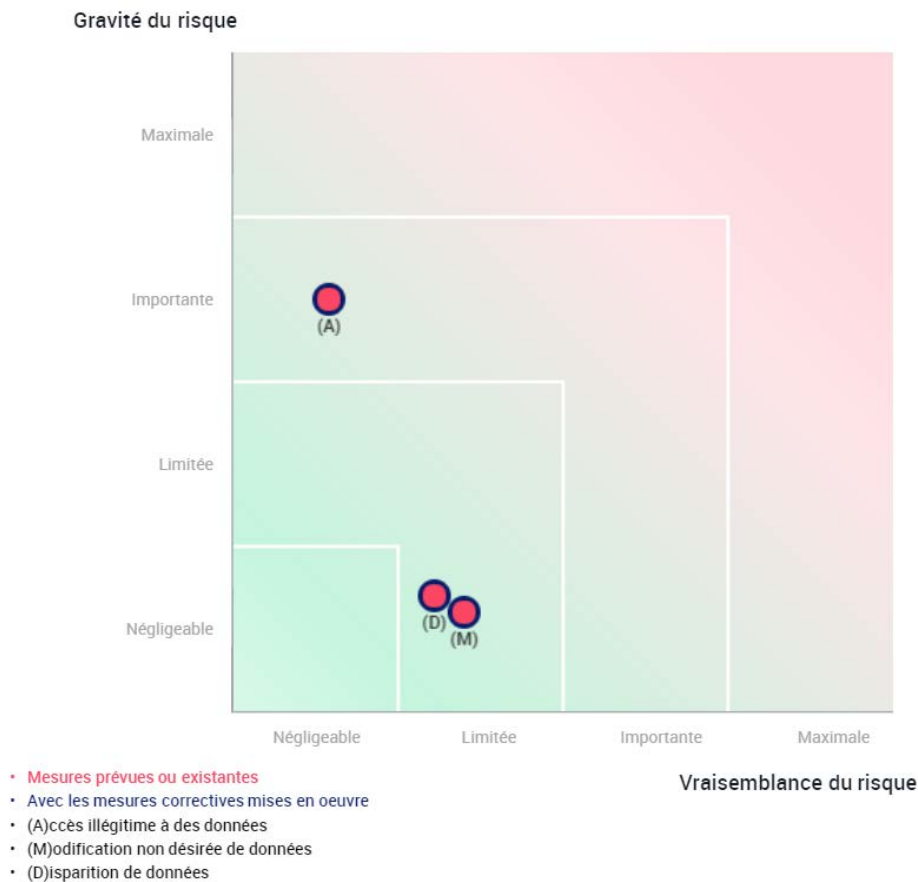 Gravité du risque
Maximale
Importante
(A)
Limitée
Négligeable
(D)
(M)
Négligeable Limitée Importante Maximale
Vraisemblance du risque
• Mesures prévues ou existantes
• Avec les mesures correctives mises en oeuvre
• (A)ccès illégitime à des données
• (M)odification non désirée de données
• (D)isparition de données